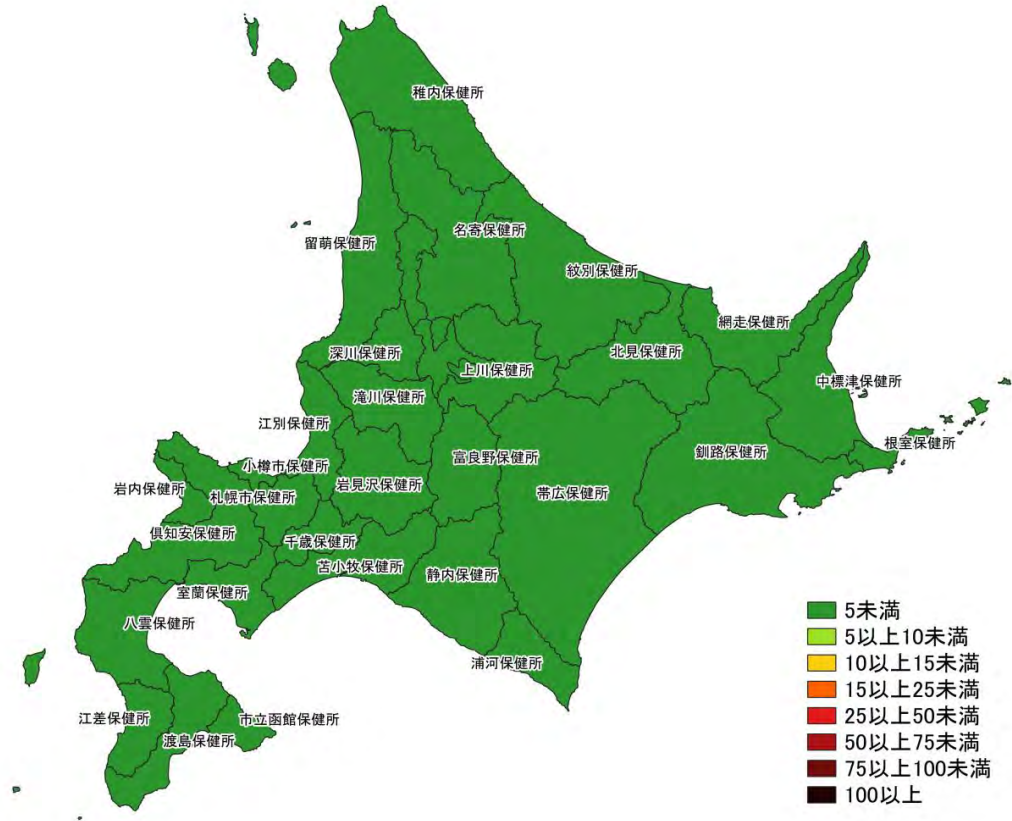 稚内保健所
名寄保健所
留萌保健所
紋別保健所
網走保健所
深川保健所
北見保健所
上川保健所
中標津保健所
滝川保健所
江別保健所
根室保健所
釧路保健所
富良野保健所
小樽市保健所
岩見沢保健所
岩内保健所
札幌市保健所
帯広保健所
倶知安保健所
千歳保健所
苫小牧保健所
静内保健所
室蘭保健所
八雲保健所
浦河保健所
江差保健所
市立函館保健所
渡島保健所
5未満
5以上10未満
10以上15未満
15以上25未満
25以上50未満
50以上75未満
75以上100未満
100以上